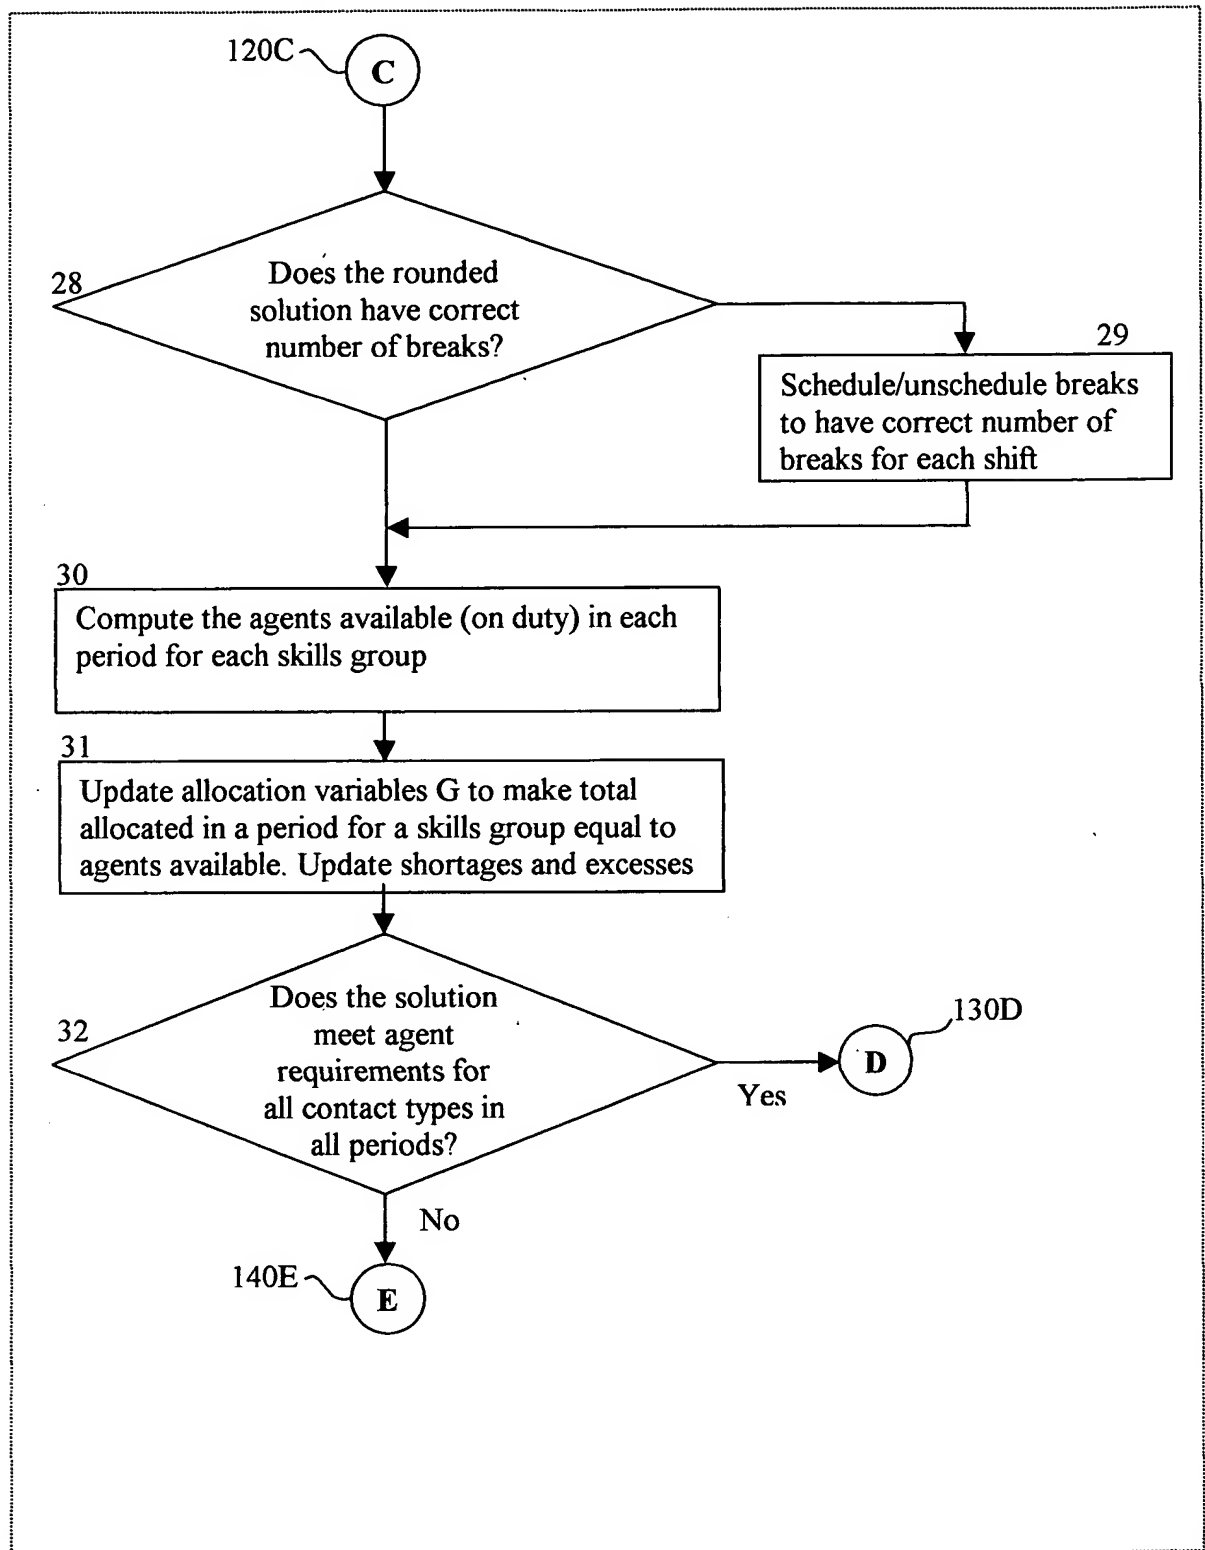 120C
C
28
Does the rounded
solution have correct
number of breaks?
29
Schedule/unschedule breaks
to have correct number of
breaks for each shift
30
Compute the agents available (on duty) in each
period for each skills group
31
Update allocation variables G to make total
allocated in a period for a skills group equal to
agents available. Update shortages and excesses
32
Does the solution
meet agent
requirements for
all contact types in
all periods?
Yes
130D
D
No
140E
E